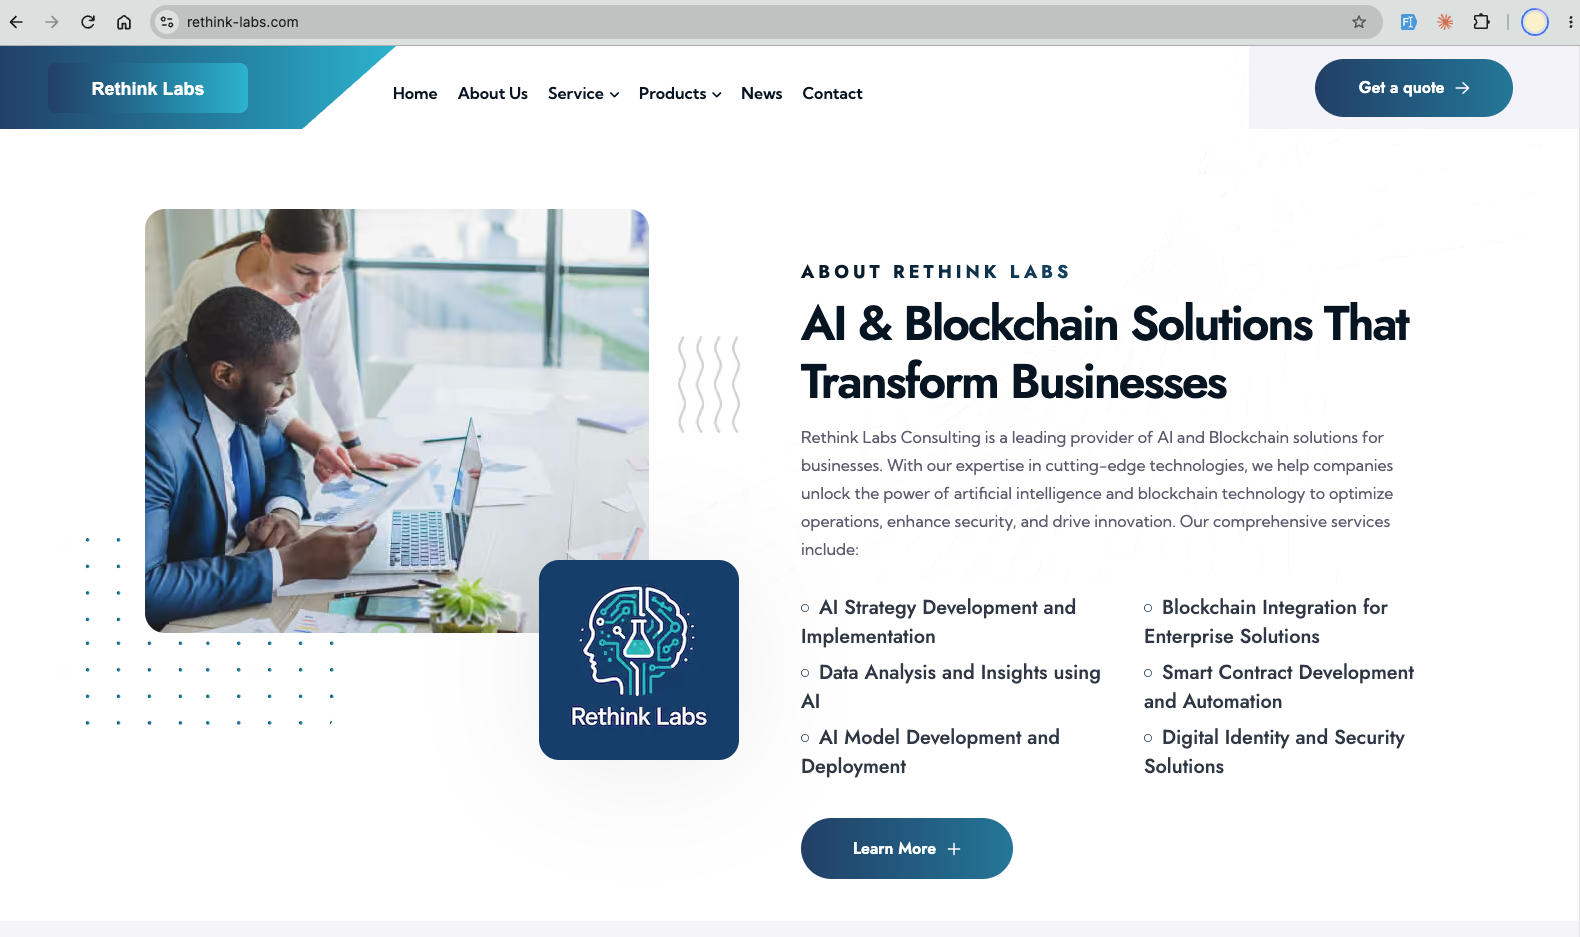 rethink-labs.com
Rethink Labs
Home About Us Service Products News Contact
Get a quote
ABOUT RETHINK LABS
AI & Blockchain Solutions That
Transform Businesses
Rethink Labs Consulting is a leading provider of AI and Blockchain solutions for
businesses. With our expertise in cutting-edge technologies, we help companies
unlock the power of artificial intelligence and blockchain technology to optimize
operations, enhance security, and drive innovation. Our comprehensive services
include:
AI Strategy Development and
Implementation
Data Analysis and Insights using
AI
AI Model Development and
Deployment
Blockchain Integration for
Enterprise Solutions
Smart Contract Development
and Automation
Digital Identity and Security
Solutions
Rethink Labs
Learn More